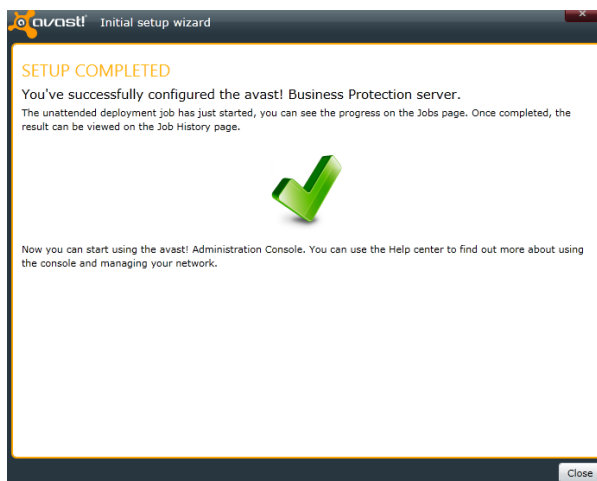 avast! Initial setup wizard
SETUP COMPLETED
You've successfully configured the avast! Business Protection server.
The unattended deployment job has just started, you can see the progress on the Jobs page. Once completed, the
result can be viewed on the Job History page.
Now you can start using the avast! Administration Console. You can use the Help center to find out more about using
the console and managing your network.
Close